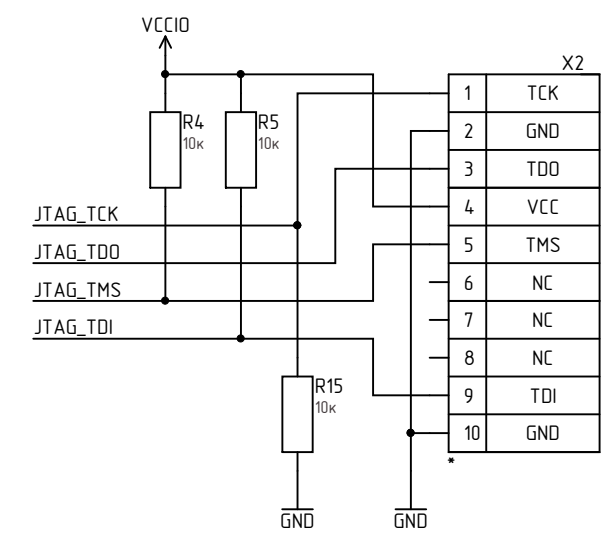 VCCIO
X2
1 TCK
R4 R5
10к 10к
2 GND
3 TDO
JTAG_TCK
4 VCC
JTAG_TDO
5 TMS
JTAG_TMS
6 NC
JTAG_TDI
7 NC
8 NC
R15
10к
9 TDI
10 GND
*
GND GND